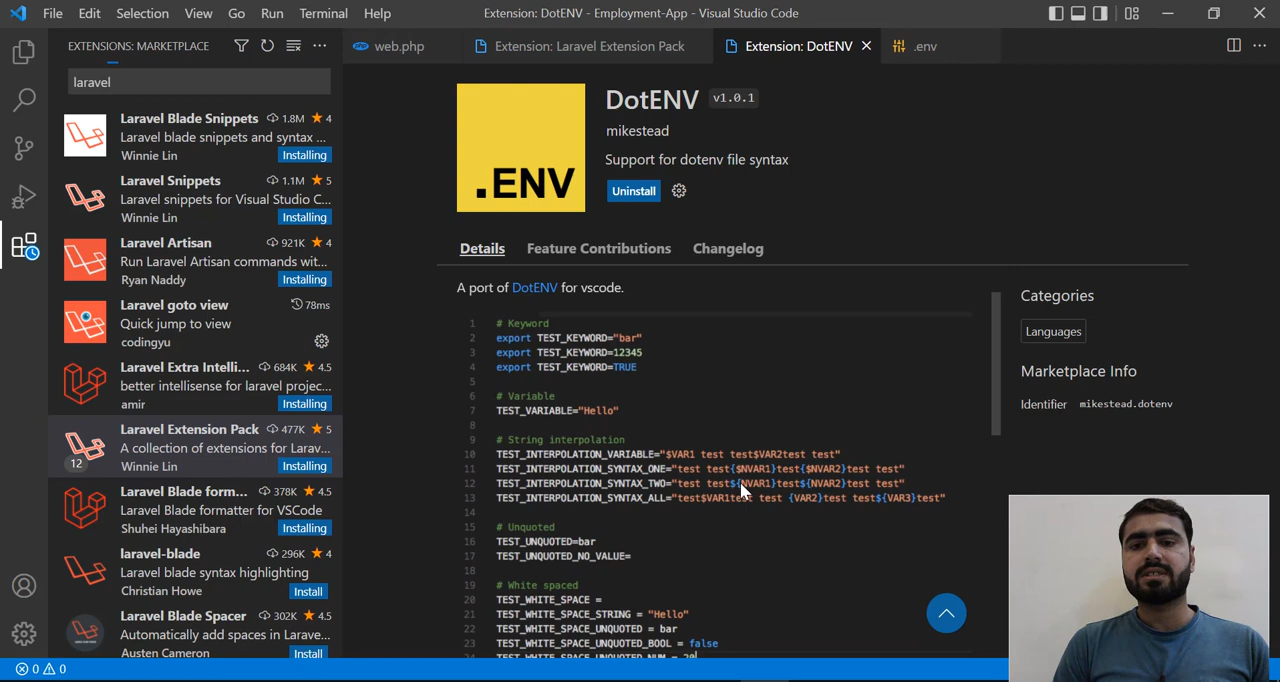 File Edit Selection View Go Run Terminal Help
Extension: DotENV - Employment-App - Visual Studio Code
EXTENSIONS: MARKETPLACE
web.php
Extension: Laravel Extension Pack
Extension: DotENV
.env
laravel
Laravel Blade Snippets 1.8M 4
Laravel blade snippets and syntax ...
Winnie Lin Installing
Laravel Snippets 1.1M 5
Laravel snippets for Visual Studio C...
Winnie Lin Installing
Laravel Artisan 921K 4
Run Laravel Artisan commands wit...
Ryan Naddy Installing
Laravel goto view 78ms
Quick jump to view
codingyu
Laravel Extra Intelli... 684K 4.5
better intellisense for laravel projec...
amir Installing
Laravel Extension Pack 477K 5
A collection of extensions for Larav...
12 Winnie Lin Installing
Laravel Blade form... 378K 4.5
Laravel Blade formatter for VSCode
Shuhei Hayashibara Installing
laravel-blade 296K 4
Laravel blade syntax highlighting
Christian Howe Install
Laravel Blade Spacer 302K 4.5
Automatically add spaces in Larave...
Austen Cameron Install
0 0
.ENV
DotENV v1.0.1
mikestead
Support for dotenv file syntax
Uninstall
Details Feature Contributions Changelog
A port of DotENV for vscode.
1 # Keyword
2 export TEST_KEYWORD="bar"
3 export TEST_KEYWORD=12345
4 export TEST_KEYWORD=TRUE
5
6 # Variable
7 TEST_VARIABLE="Hello"
8
9 # String interpolation
10 TEST_INTERPOLATION_VARIABLE="$VAR1 test test$VAR2test test"
11 TEST_INTERPOLATION_SYNTAX_ONE="test test{$NVAR1}test{$NVAR2}test test"
12 TEST_INTERPOLATION_SYNTAX_TWO="test test${NVAR1}test${NVAR2}test test"
13 TEST_INTERPOLATION_SYNTAX_ALL="test$VAR1test test {VAR2}test test${VAR3}test"
14
15 # Unquoted
16 TEST_UNQUOTED=bar
17 TEST_UNQUOTED_NO_VALUE=
18
19 # White spaced
20 TEST_WHITE_SPACE =
21 TEST_WHITE_SPACE_STRING = "Hello"
22 TEST_WHITE_SPACE_UNQUOTED = bar
23 TEST_WHITE_SPACE_UNQUOTED_BOOL = false
24 TEST_WHITE_SPACE_UNQUOTED_NUM = 20
Categories
Languages
Marketplace Info
Identifier mikestead.dotenv